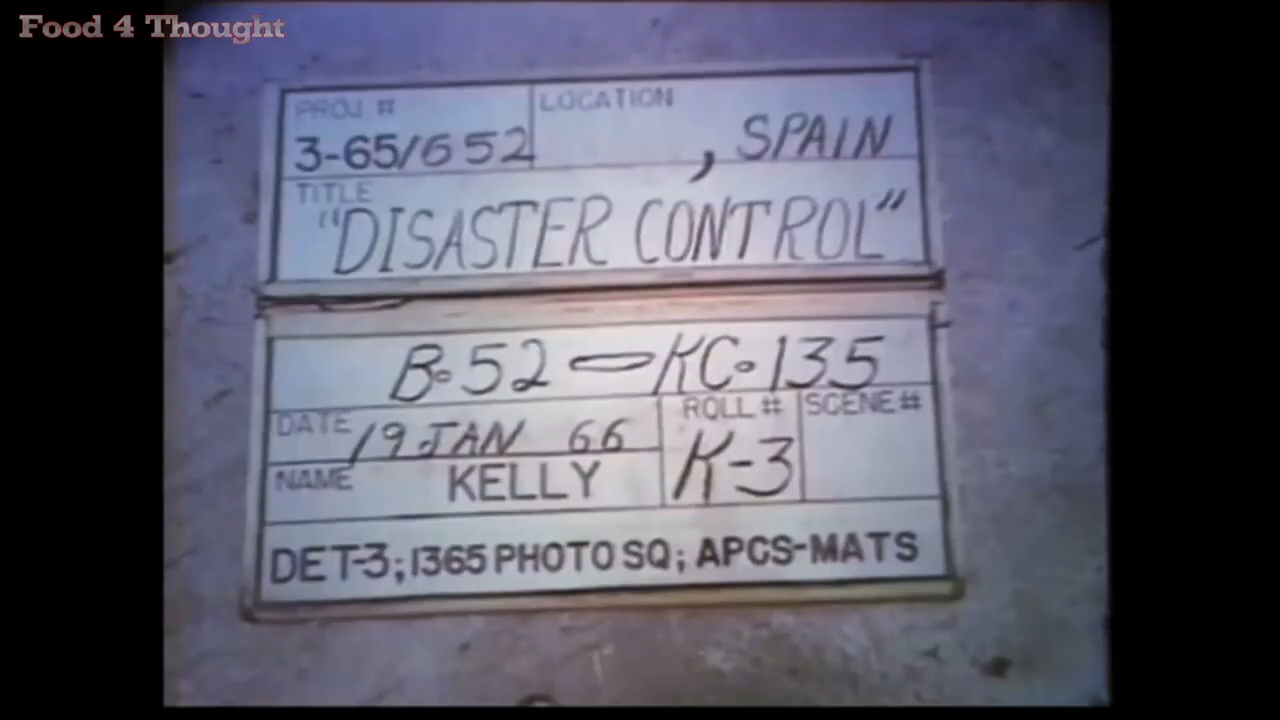 Food 4 Thought
PROJ # LOCATION
3-65/652 , SPAIN
TITLE
"DISASTER CONTROL"
B-52 — KC-135
DATE 19 JAN 66 ROLL # SCENE #
NAME KELLY K-3
DET-3; 1365 PHOTO SQ; APCS-MATS